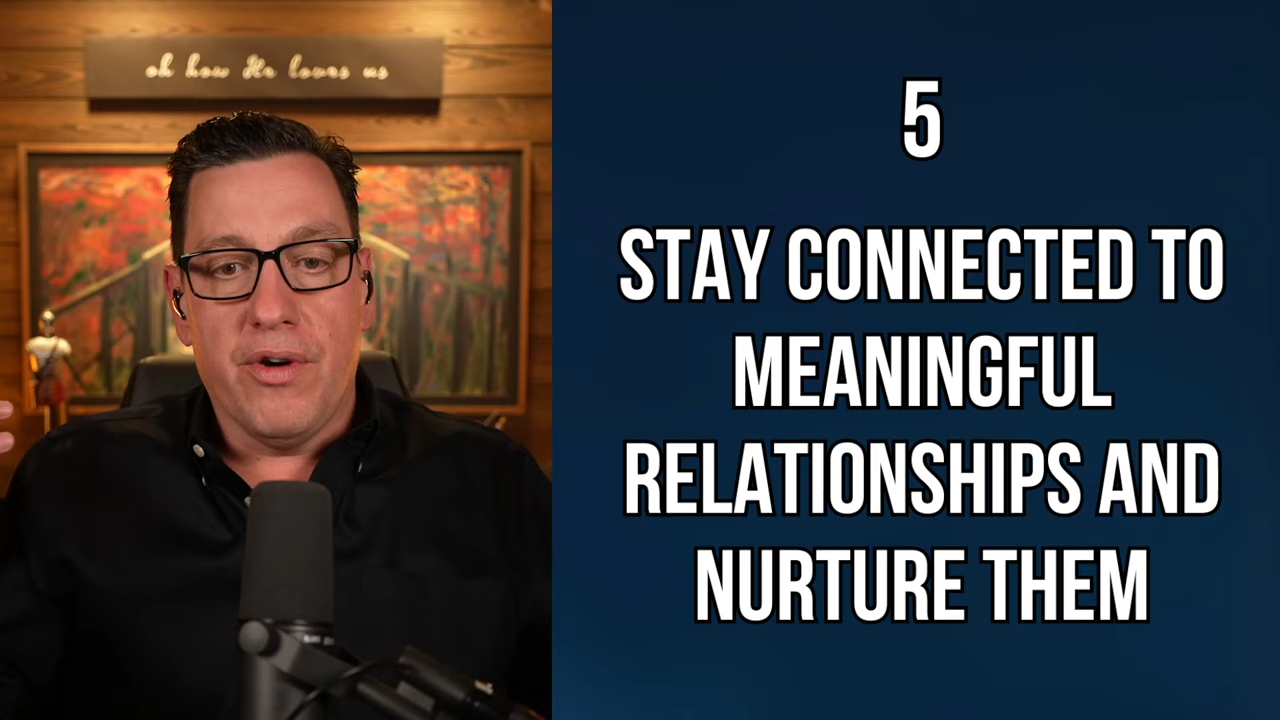 oh how He loves us
5
STAY CONNECTED TO
MEANINGFUL
RELATIONSHIPS AND
NURTURE THEM